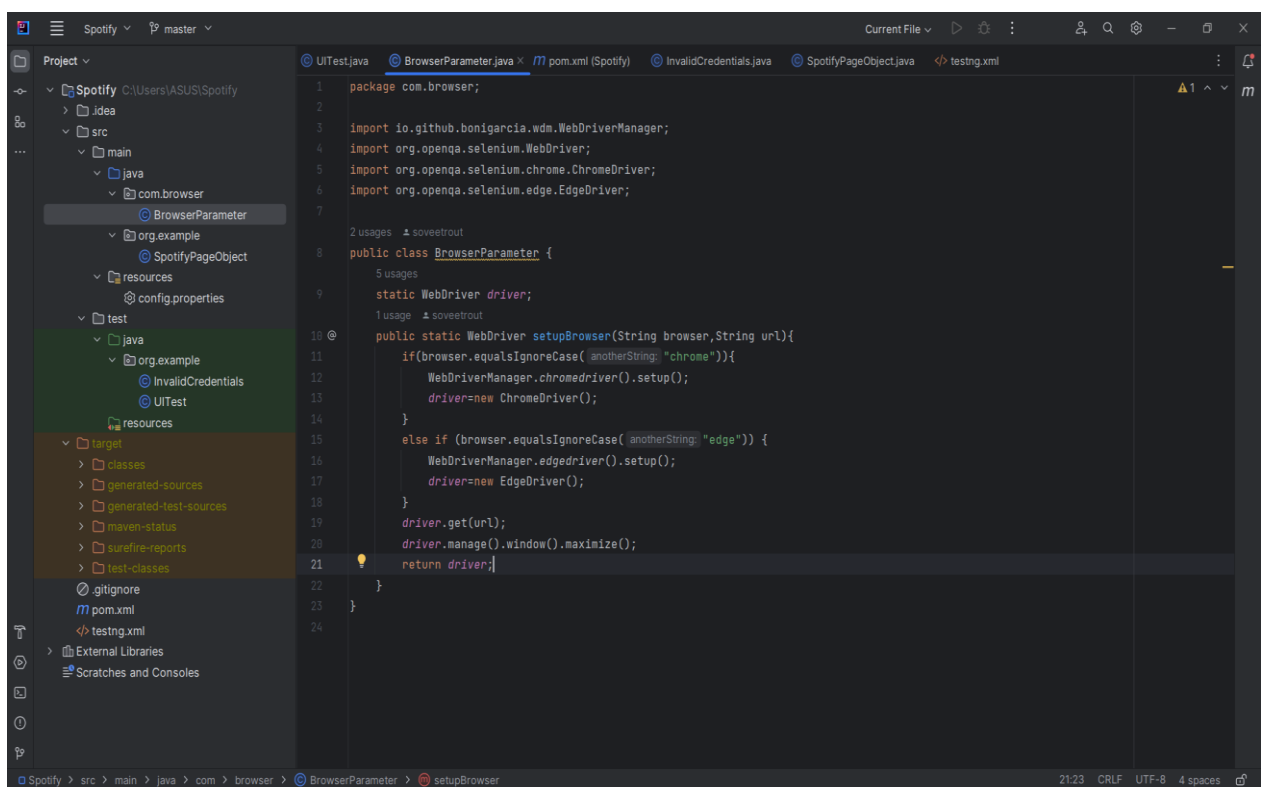 Spotify master Current File
Project
UITest.java BrowserParameter.java pom.xml (Spotify) InvalidCredentials.java SpotifyPageObject.java testng.xml
Spotify C:\Users\ASUS\Spotify
.idea
src
main
java
com.browser
BrowserParameter
org.example
SpotifyPageObject
resources
config.properties
test
java
org.example
InvalidCredentials
UITest
resources
target
classes
generated-sources
generated-test-sources
maven-status
surefire-reports
test-classes
.gitignore
pom.xml
testng.xml
External Libraries
Scratches and Consoles
1 package com.browser;
2
3 import io.github.bonigarcia.wdm.WebDriverManager;
4 import org.openqa.selenium.WebDriver;
5 import org.openqa.selenium.chrome.ChromeDriver;
6 import org.openqa.selenium.edge.EdgeDriver;
7
2 usages soveetrout
8 public class BrowserParameter {
5 usages
9 static WebDriver driver;
1 usage soveetrout
10 @ public static WebDriver setupBrowser(String browser,String url){
11 if(browser.equalsIgnoreCase( anotherString: "chrome")){
12 WebDriverManager.chromedriver().setup();
13 driver=new ChromeDriver();
14 }
15 else if (browser.equalsIgnoreCase( anotherString: "edge")) {
16 WebDriverManager.edgedriver().setup();
17 driver=new EdgeDriver();
18 }
19 driver.get(url);
20 driver.manage().window().maximize();
21 return driver;
22 }
23 }
24
1
m
Spotify > src > main > java > com > browser > BrowserParameter > setupBrowser 21:23 CRLF UTF-8 4 spaces